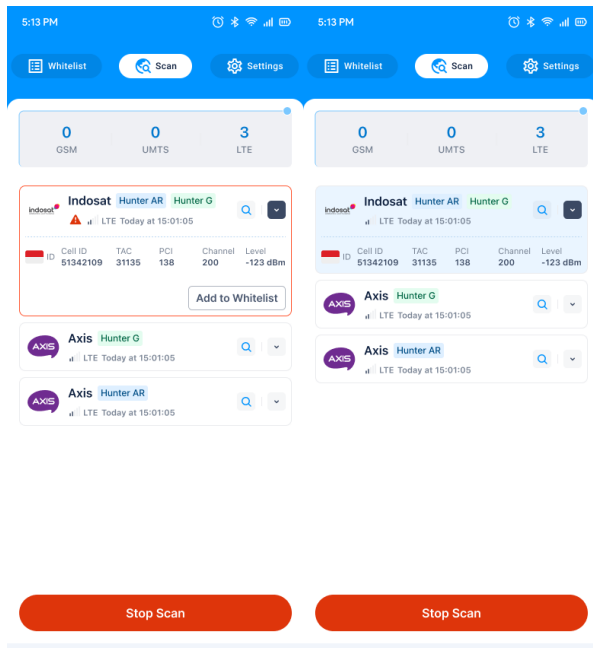 5:13 PM
Whitelist Scan Settings
0 0 3
GSM UMTS LTE
indosat
Indosat Hunter AR Hunter G
LTE Today at 15:01:05
ID
Cell ID TAC PCI Channel Level
51342109 31135 138 200 -123 dBm
Add to Whitelist
AXIS
Axis Hunter G
LTE Today at 15:01:05
AXIS
Axis Hunter AR
LTE Today at 15:01:05
Stop Scan
5:13 PM
Whitelist Scan Settings
0 0 3
GSM UMTS LTE
indosat
Indosat Hunter AR Hunter G
LTE Today at 15:01:05
ID
Cell ID TAC PCI Channel Level
51342109 31135 138 200 -123 dBm
AXIS
Axis Hunter G
LTE Today at 15:01:05
AXIS
Axis Hunter AR
LTE Today at 15:01:05
Stop Scan